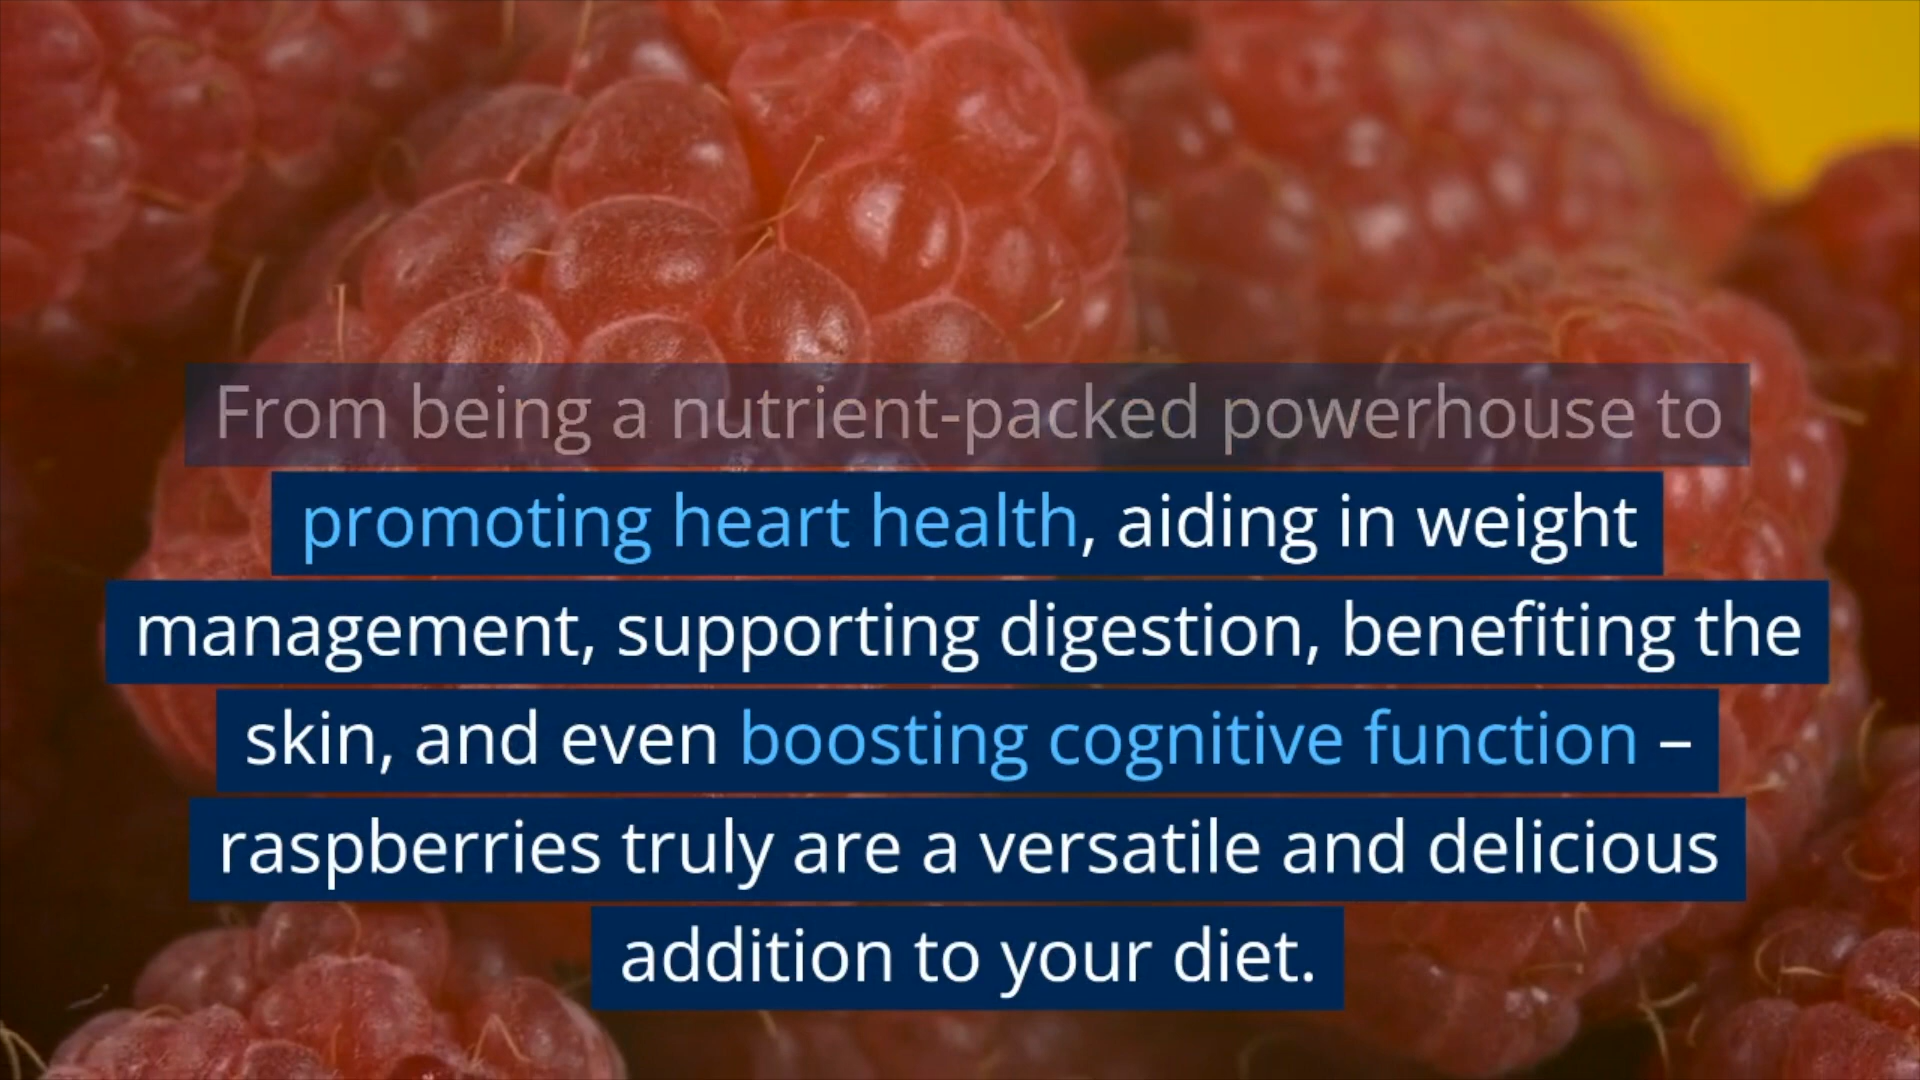 From being a nutrient-packed powerhouse to
promoting heart health, aiding in weight
management, supporting digestion, benefiting the
skin, and even boosting cognitive function –
raspberries truly are a versatile and delicious
addition to your diet.